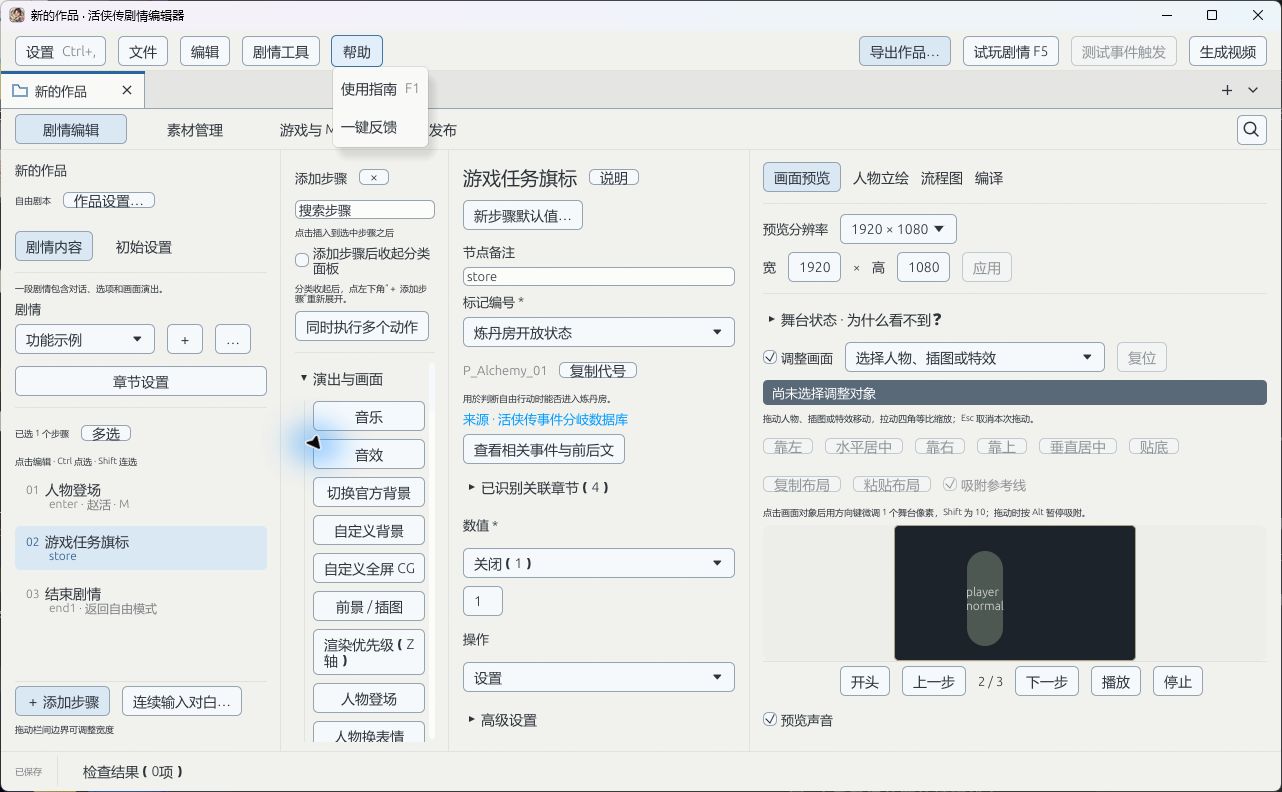 新的作品 · 活侠传剧情编辑器
设置 Ctrl+,
文件
编辑
剧情工具
帮助
导出作品…
试玩剧情 F5
测试事件触发
生成视频
使用指南 F1
一键反馈
新的作品
剧情编辑
素材管理
游戏与 M
发布
新的作品
自由剧本
作品设置…
剧情内容
初始设置
一段剧情包含对话、选项和画面演出。
剧情
功能示例
+
…
章节设置
已选 1 个步骤
多选
点击编辑 · Ctrl 点选 · Shift 连选
01 人物登场
enter · 赵活 · M
02 游戏任务旗标
store
03 结束剧情
end1 · 返回自由模式
+ 添加步骤
连续输入对白…
拖动栏间边界可调整宽度
添加步骤
×
搜索步骤
点击插入到选中步骤之后
添加步骤后收起分类
面板
分类收起后，点左下角"+ 添加步
骤"重新展开。
同时执行多个动作
演出与画面
音乐
音效
切换官方背景
自定义背景
自定义全屏 CG
前景 / 插图
渲染优先级 ( Z
轴 )
人物登场
人物换表情
游戏任务旗标
说明
新步骤默认值…
节点备注
store
标记编号 *
炼丹房开放状态
P_Alchemy_01
复制代号
用於判断自由行动时能否进入炼丹房。
来源 · 活侠传事件分歧数据库
查看相关事件与前后文
已识别关联章节 ( 4 )
数值 *
关闭 ( 1 )
1
操作
设置
高级设置
画面预览
人物立绘
流程图
编译
预览分辨率
1920 × 1080
宽
1920
×
高
1080
应用
舞台状态 · 为什么看不到?
调整画面
选择人物、插图或特效
复位
尚未选择调整对象
拖动人物、插图或特效移动，拉动四角等比缩放；Esc 取消本次拖动。
靠左
水平居中
靠右
靠上
垂直居中
贴底
复制布局
粘贴布局
吸附参考线
点击画面对象后用方向键微调 1 个舞台像素，Shift 为 10；拖动时按 Alt 暂停吸附。
player
normal
开头
上一步
2 / 3
下一步
播放
停止
预览声音
已保存
检查结果 ( 0项 )